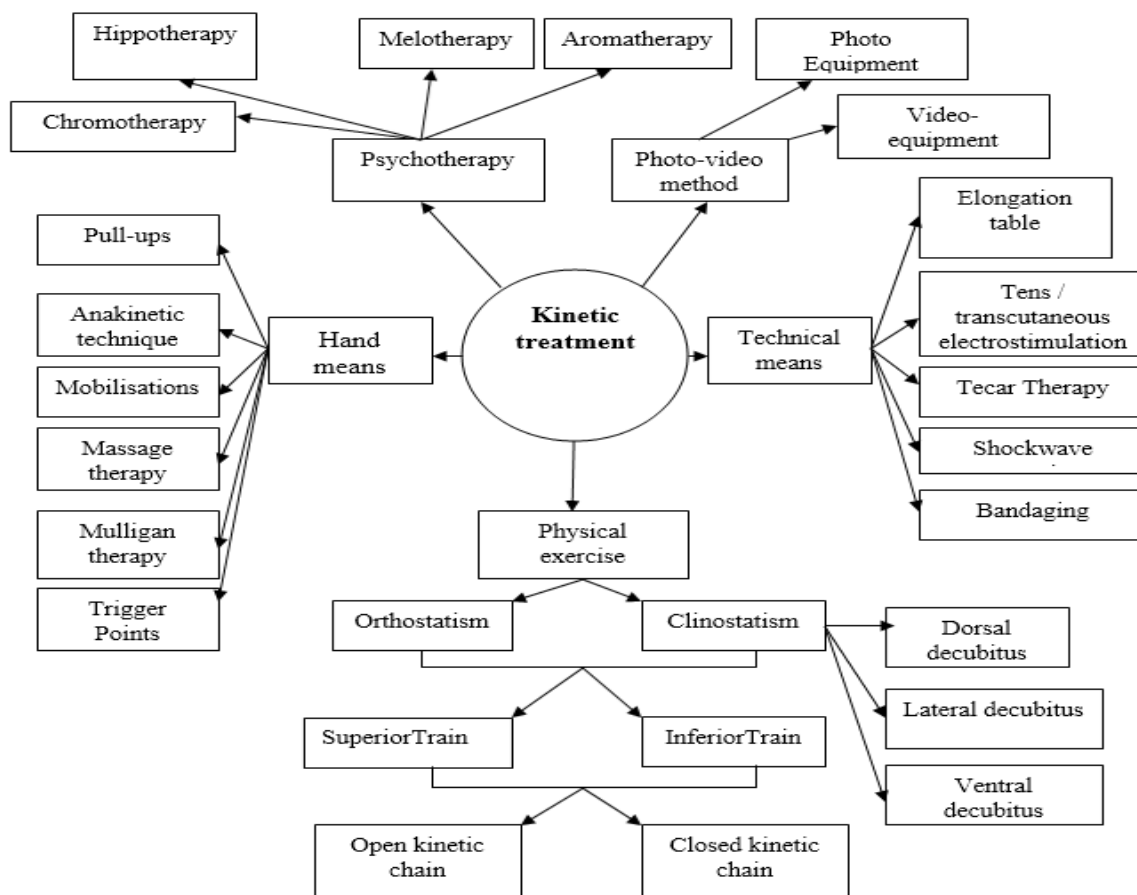 Hippotherapy
Melotherapy
Aromatherapy
Photo
Equipment
Chromotherapy
Video-
equipment
Psychotherapy
Photo-video
method
Elongation
table
Pull-ups
Tens /
transcutaneous
electrostimulation
Anakinetic
technique
Hand
means
Kinetic
treatment
Technical
means
Mobilisations
Tecar Therapy
Massage
therapy
Shockwave
Mulligan
therapy
Bandaging
Physical
exercise
Trigger
Points
Orthostatism
Clinostatism
Dorsal
decubitus
Lateral decubitus
SuperiorTrain
InferiorTrain
Ventral
decubitus
Open kinetic
chain
Closed kinetic
chain